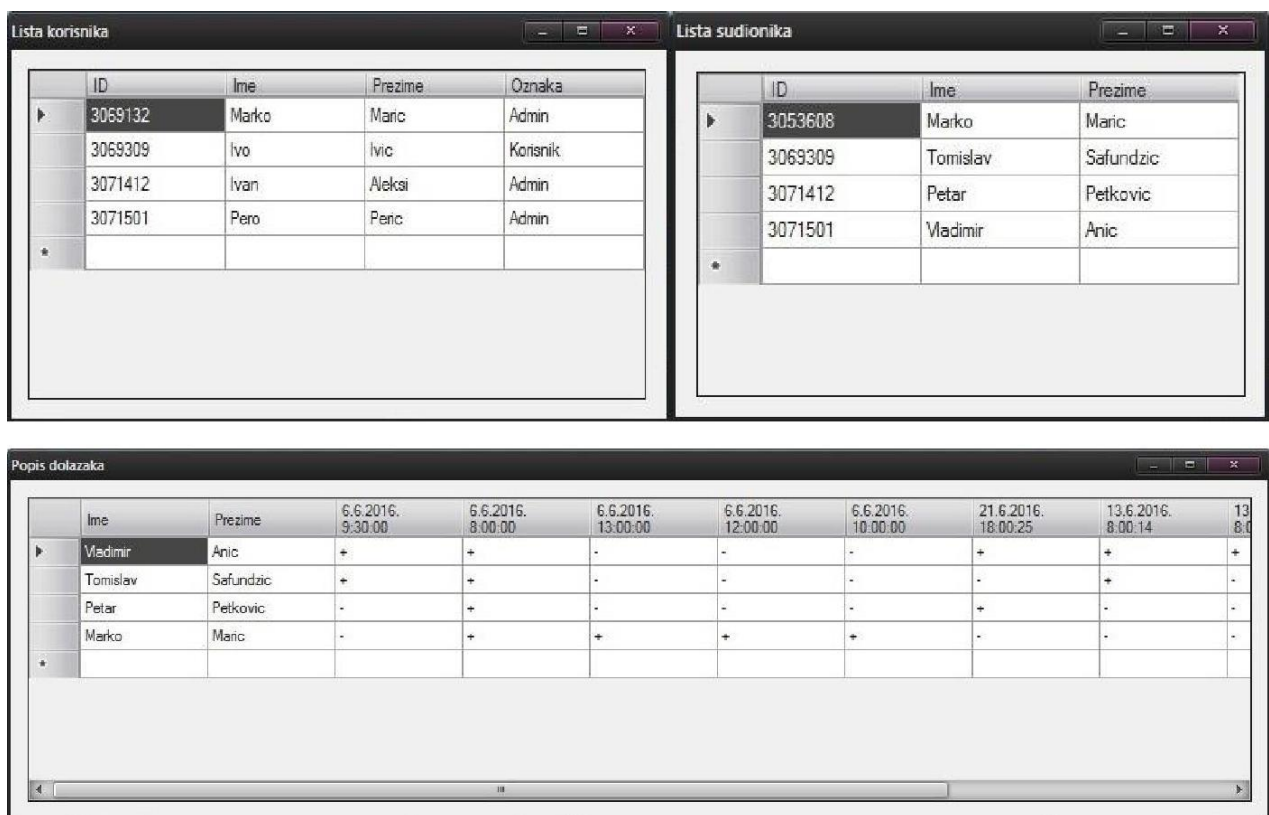 Lista korisnika
ID Ime Prezime Oznaka
3069132 Marko Maric Admin
3069309 Ivo Ivic Korisnik
3071412 Ivan Aleksi Admin
3071501 Pero Peric Admin
Lista sudionika
ID Ime Prezime
3053608 Marko Maric
3069309 Tomislav Safundzic
3071412 Petar Petkovic
3071501 Vladimir Anic
Popis dolazaka
Ime Prezime 6.6.2016. 6.6.2016. 6.6.2016. 6.6.2016. 6.6.2016. 21.6.2016. 13.6.2016. 13
9:30:00 8:00:00 13:00:00 12:00:00 10:00:00 18:00:25 8:00:14
Vladimir Anic + + - - - + + +
Tomislav Safundzic + + - - - - + -
Petar Petkovic - + - - - + - -
Marko Maric - + + + + - - -